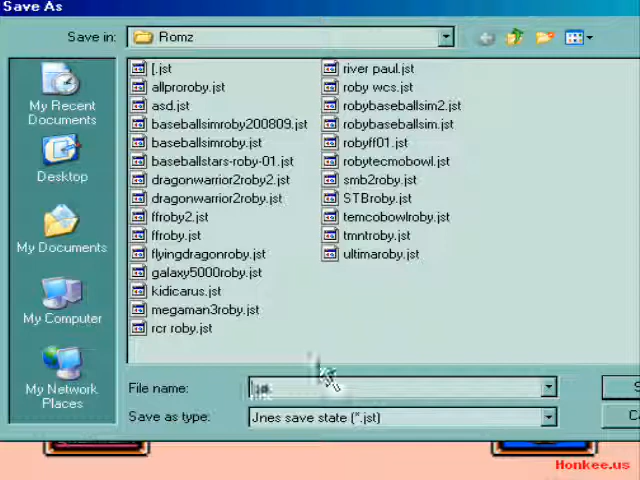 Save As
Save in: Romz
My Recent
Documents
Desktop
My Documents
My Computer
My Network
Places
[.jst
allproroby.jst
asd.jst
baseballsimroby200809.jst
baseballsimroby.jst
baseballstars-roby-01.jst
dragonwarrior2roby2.jst
dragonwarrior2roby.jst
ffroby2.jst
ffroby.jst
flyingdragonroby.jst
galaxy5000roby.jst
kidicarus.jst
megaman3roby.jst
rcr roby.jst
river paul.jst
roby wcs.jst
robybaseballsim2.jst
robybaseballsim.jst
robyff01.jst
robytecmobowl.jst
smb2roby.jst
STBroby.jst
temcobowlroby.jst
tmntroby.jst
ultimaroby.jst
File name:
Save as type: Jnes save state (*.jst)
Honkee.us